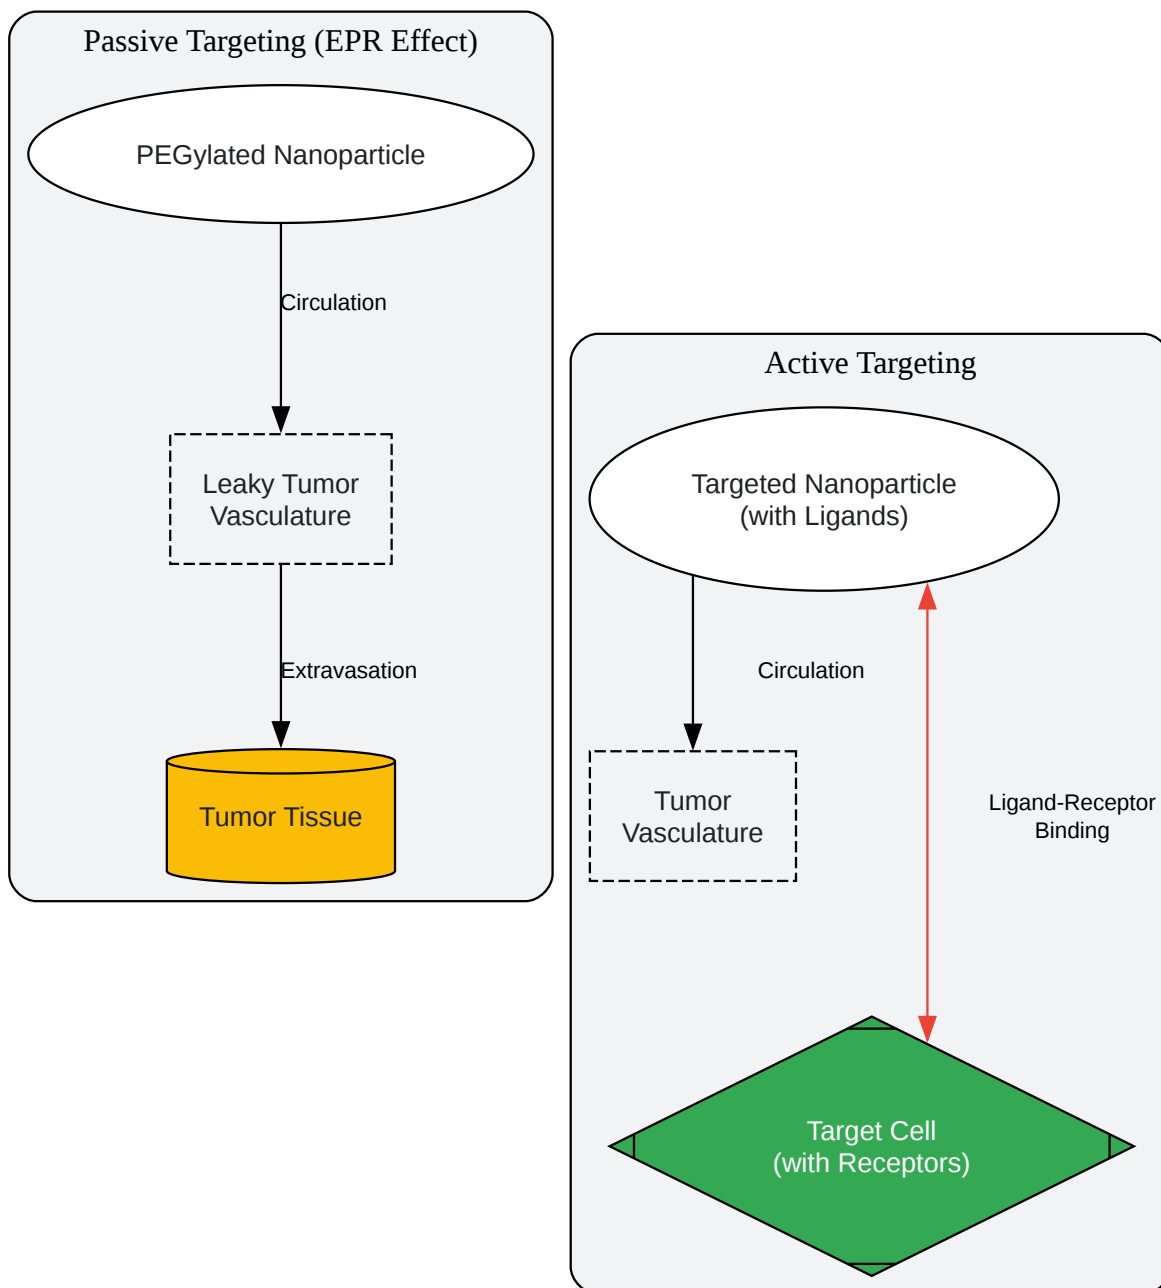 Passive Targeting (EPR Effect)
PEGylated Nanoparticle
Circulation
Leaky Tumor
Vasculature
Extravasation
Tumor Tissue
Active Targeting
Targeted Nanoparticle
(with Ligands)
Circulation
Tumor
Vasculature
Ligand-Receptor
Binding
Target Cell
(with Receptors)